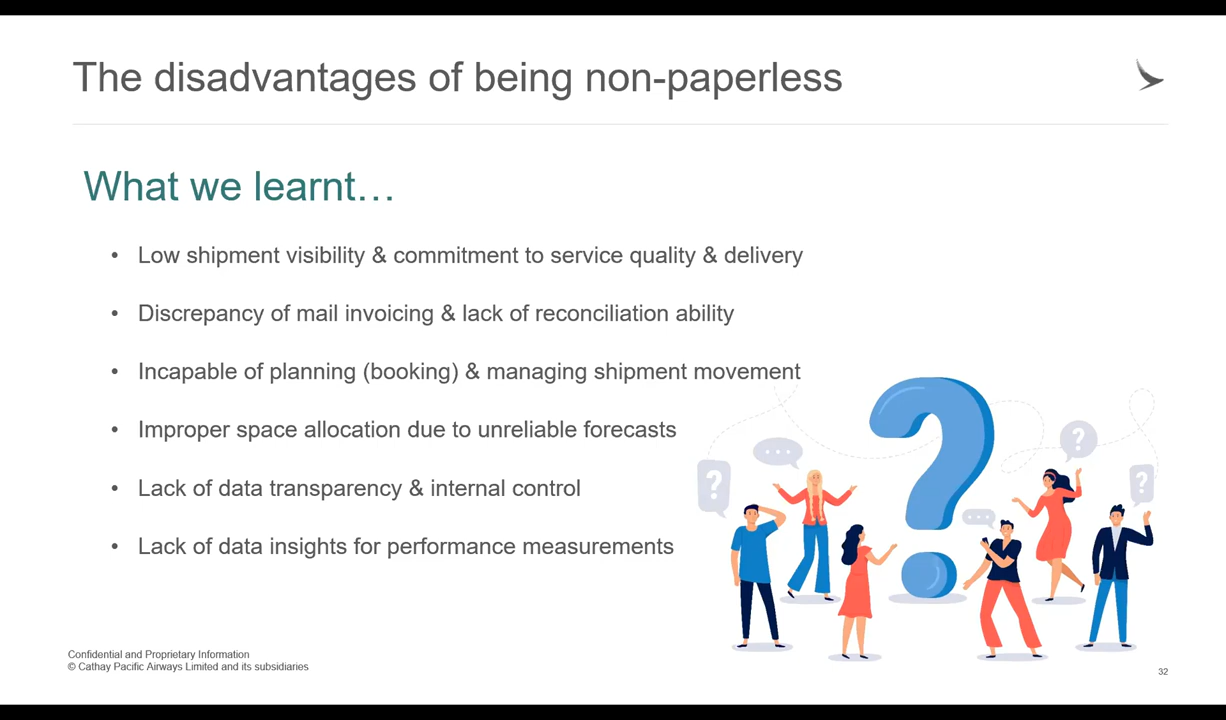 The disadvantages of being non-paperless
What we learnt…
• Low shipment visibility & commitment to service quality & delivery
• Discrepancy of mail invoicing & lack of reconciliation ability
• Incapable of planning (booking) & managing shipment movement
• Improper space allocation due to unreliable forecasts
• Lack of data transparency & internal control
• Lack of data insights for performance measurements
?
...
?
...
?
?
Confidential and Proprietary Information
© Cathay Pacific Airways Limited and its subsidiaries
32